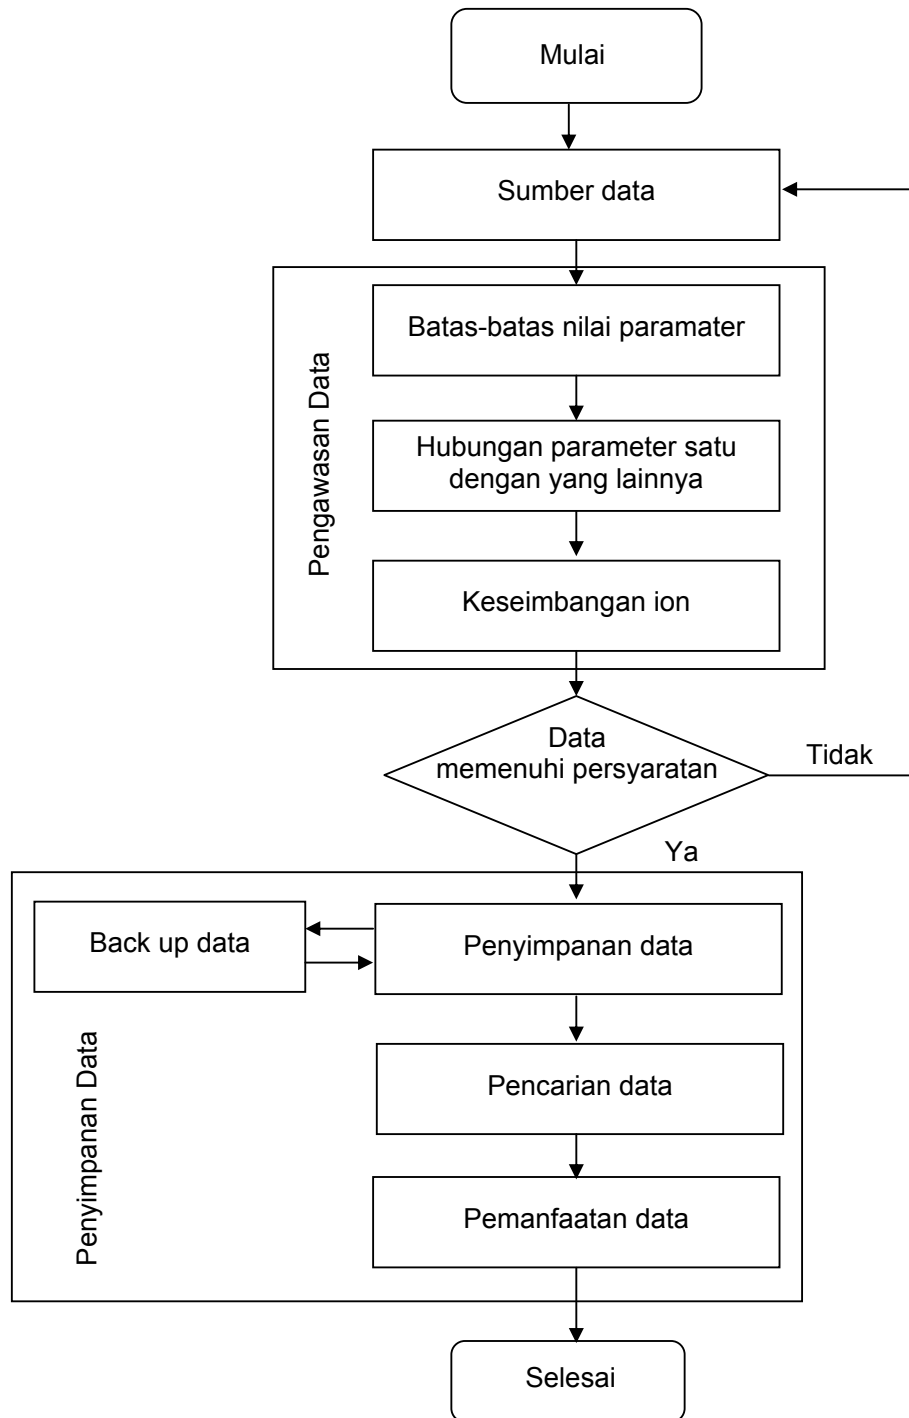 Mulai
Sumber data
Pengawasan Data
Batas-batas nilai paramater
Hubungan parameter satu
dengan yang lainnya
Keseimbangan ion
Data
memenuhi persyaratan
Tidak
Ya
Back up data
Penyimpanan data
Penyimpanan Data
Pencarian data
Pemanfaatan data
Selesai